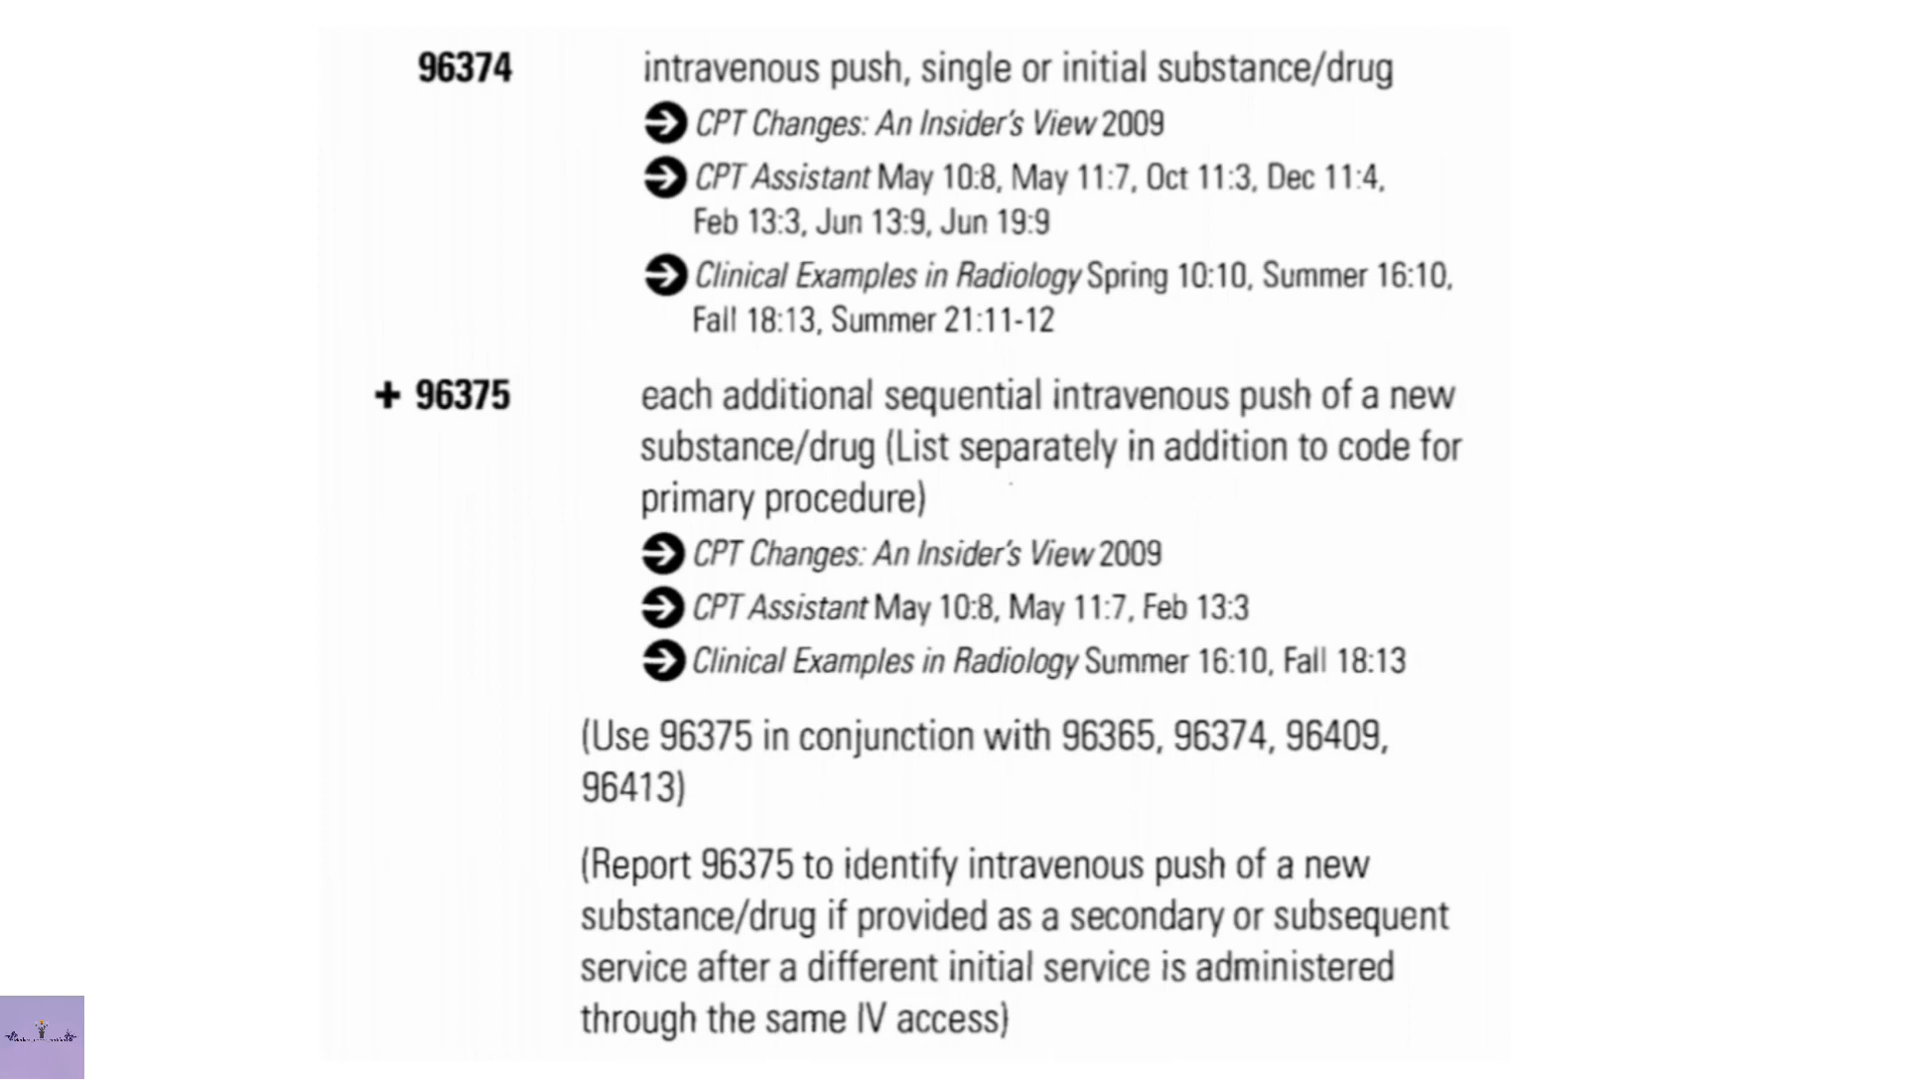 96374 intravenous push, single or initial substance/drug
➔ CPT Changes: An Insider's View 2009
➔ CPT Assistant May 10:8, May 11:7, Oct 11:3, Dec 11:4,
Feb 13:3, Jun 13:9, Jun 19:9
➔ Clinical Examples in Radiology Spring 10:10, Summer 16:10,
Fall 18:13, Summer 21:11-12
+ 96375 each additional sequential intravenous push of a new
substance/drug (List separately in addition to code for
primary procedure)
➔ CPT Changes: An Insider's View 2009
➔ CPT Assistant May 10:8, May 11:7, Feb 13:3
➔ Clinical Examples in Radiology Summer 16:10, Fall 18:13
(Use 96375 in conjunction with 96365, 96374, 96409,
96413)
(Report 96375 to identify intravenous push of a new
substance/drug if provided as a secondary or subsequent
service after a different initial service is administered
through the same IV access)